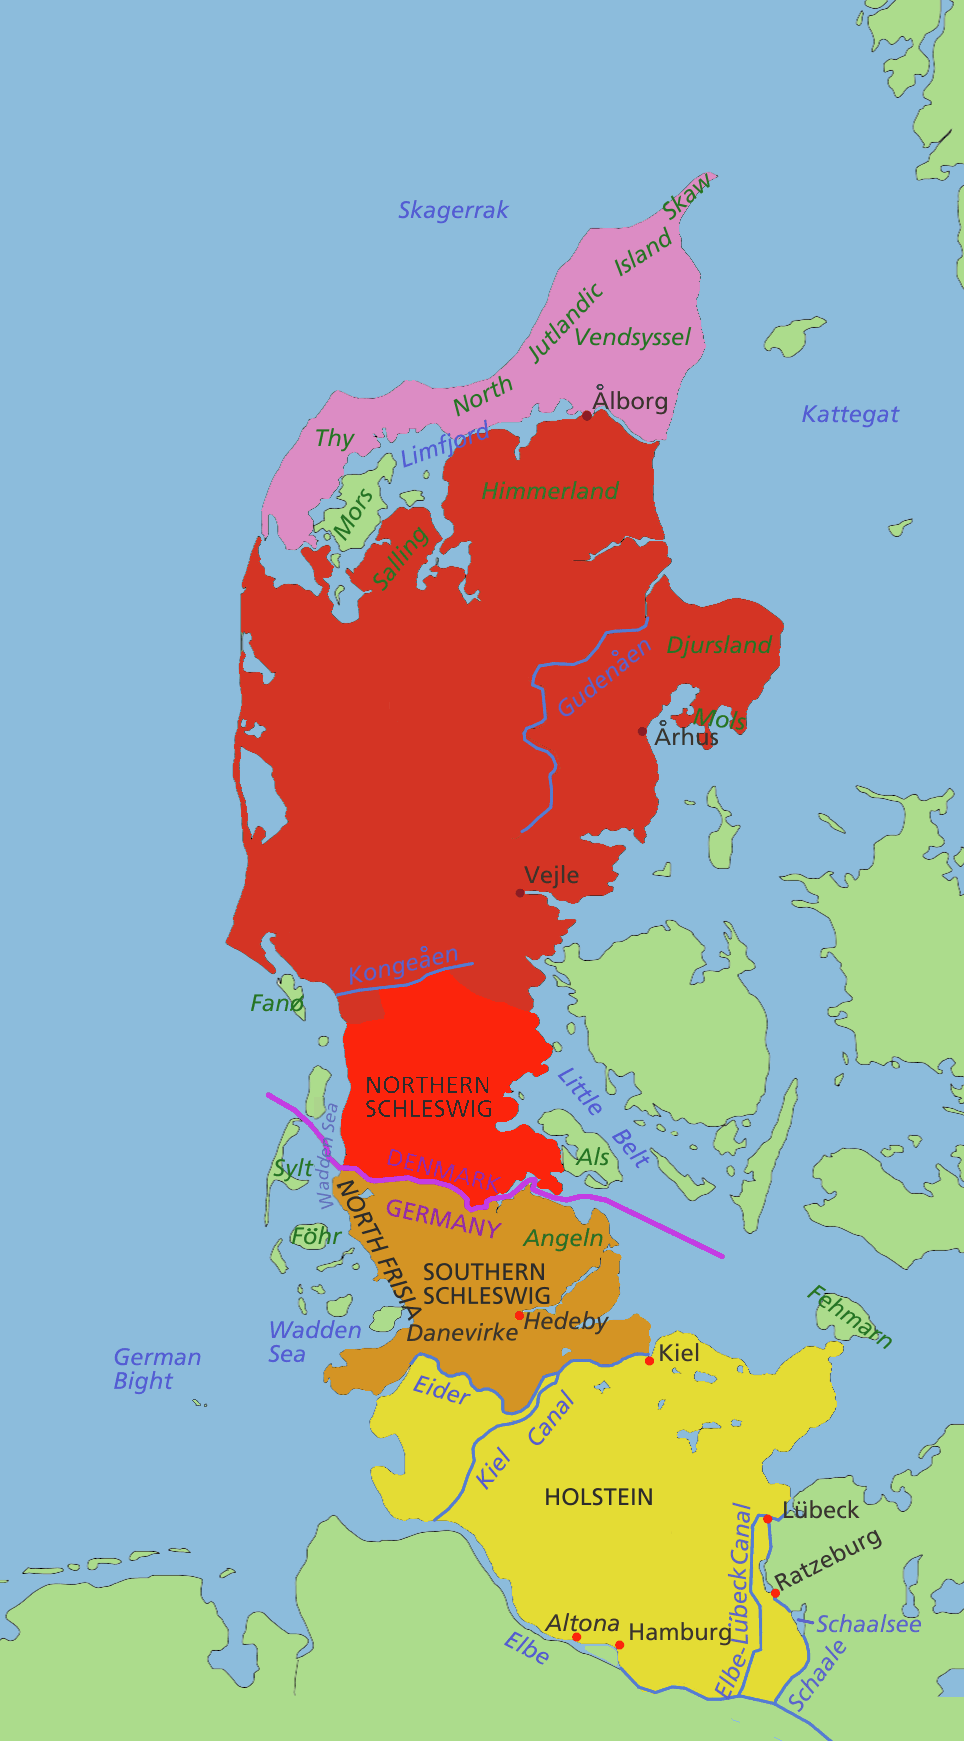 Skaw
Skagerrak
Island
Jutlandic
Vendsyssel
North
Ålborg
Kattegat
Thy
Limfjord
Himmerland
Mors
Salling
Djursland
Gudenåen
Mols
Århus
Vejle
Kongeåen
Fanø
NORTHERN
SCHLESWIG
Little
Belt
Wadden Sea
Als
Sylt
DENMARK
GERMANY
NORTH FRISIA
Föhr
Angeln
SOUTHERN
SCHLESWIG
Hedeby
Danevirke
Fehmarn
Wadden
Sea
German
Bight
Kiel
Eider
Kiel
Canal
HOLSTEIN
Lübeck
Elbe-Lübeck Canal
Ratzeburg
Schaalsee
Altona
Hamburg
Elbe
Schaale